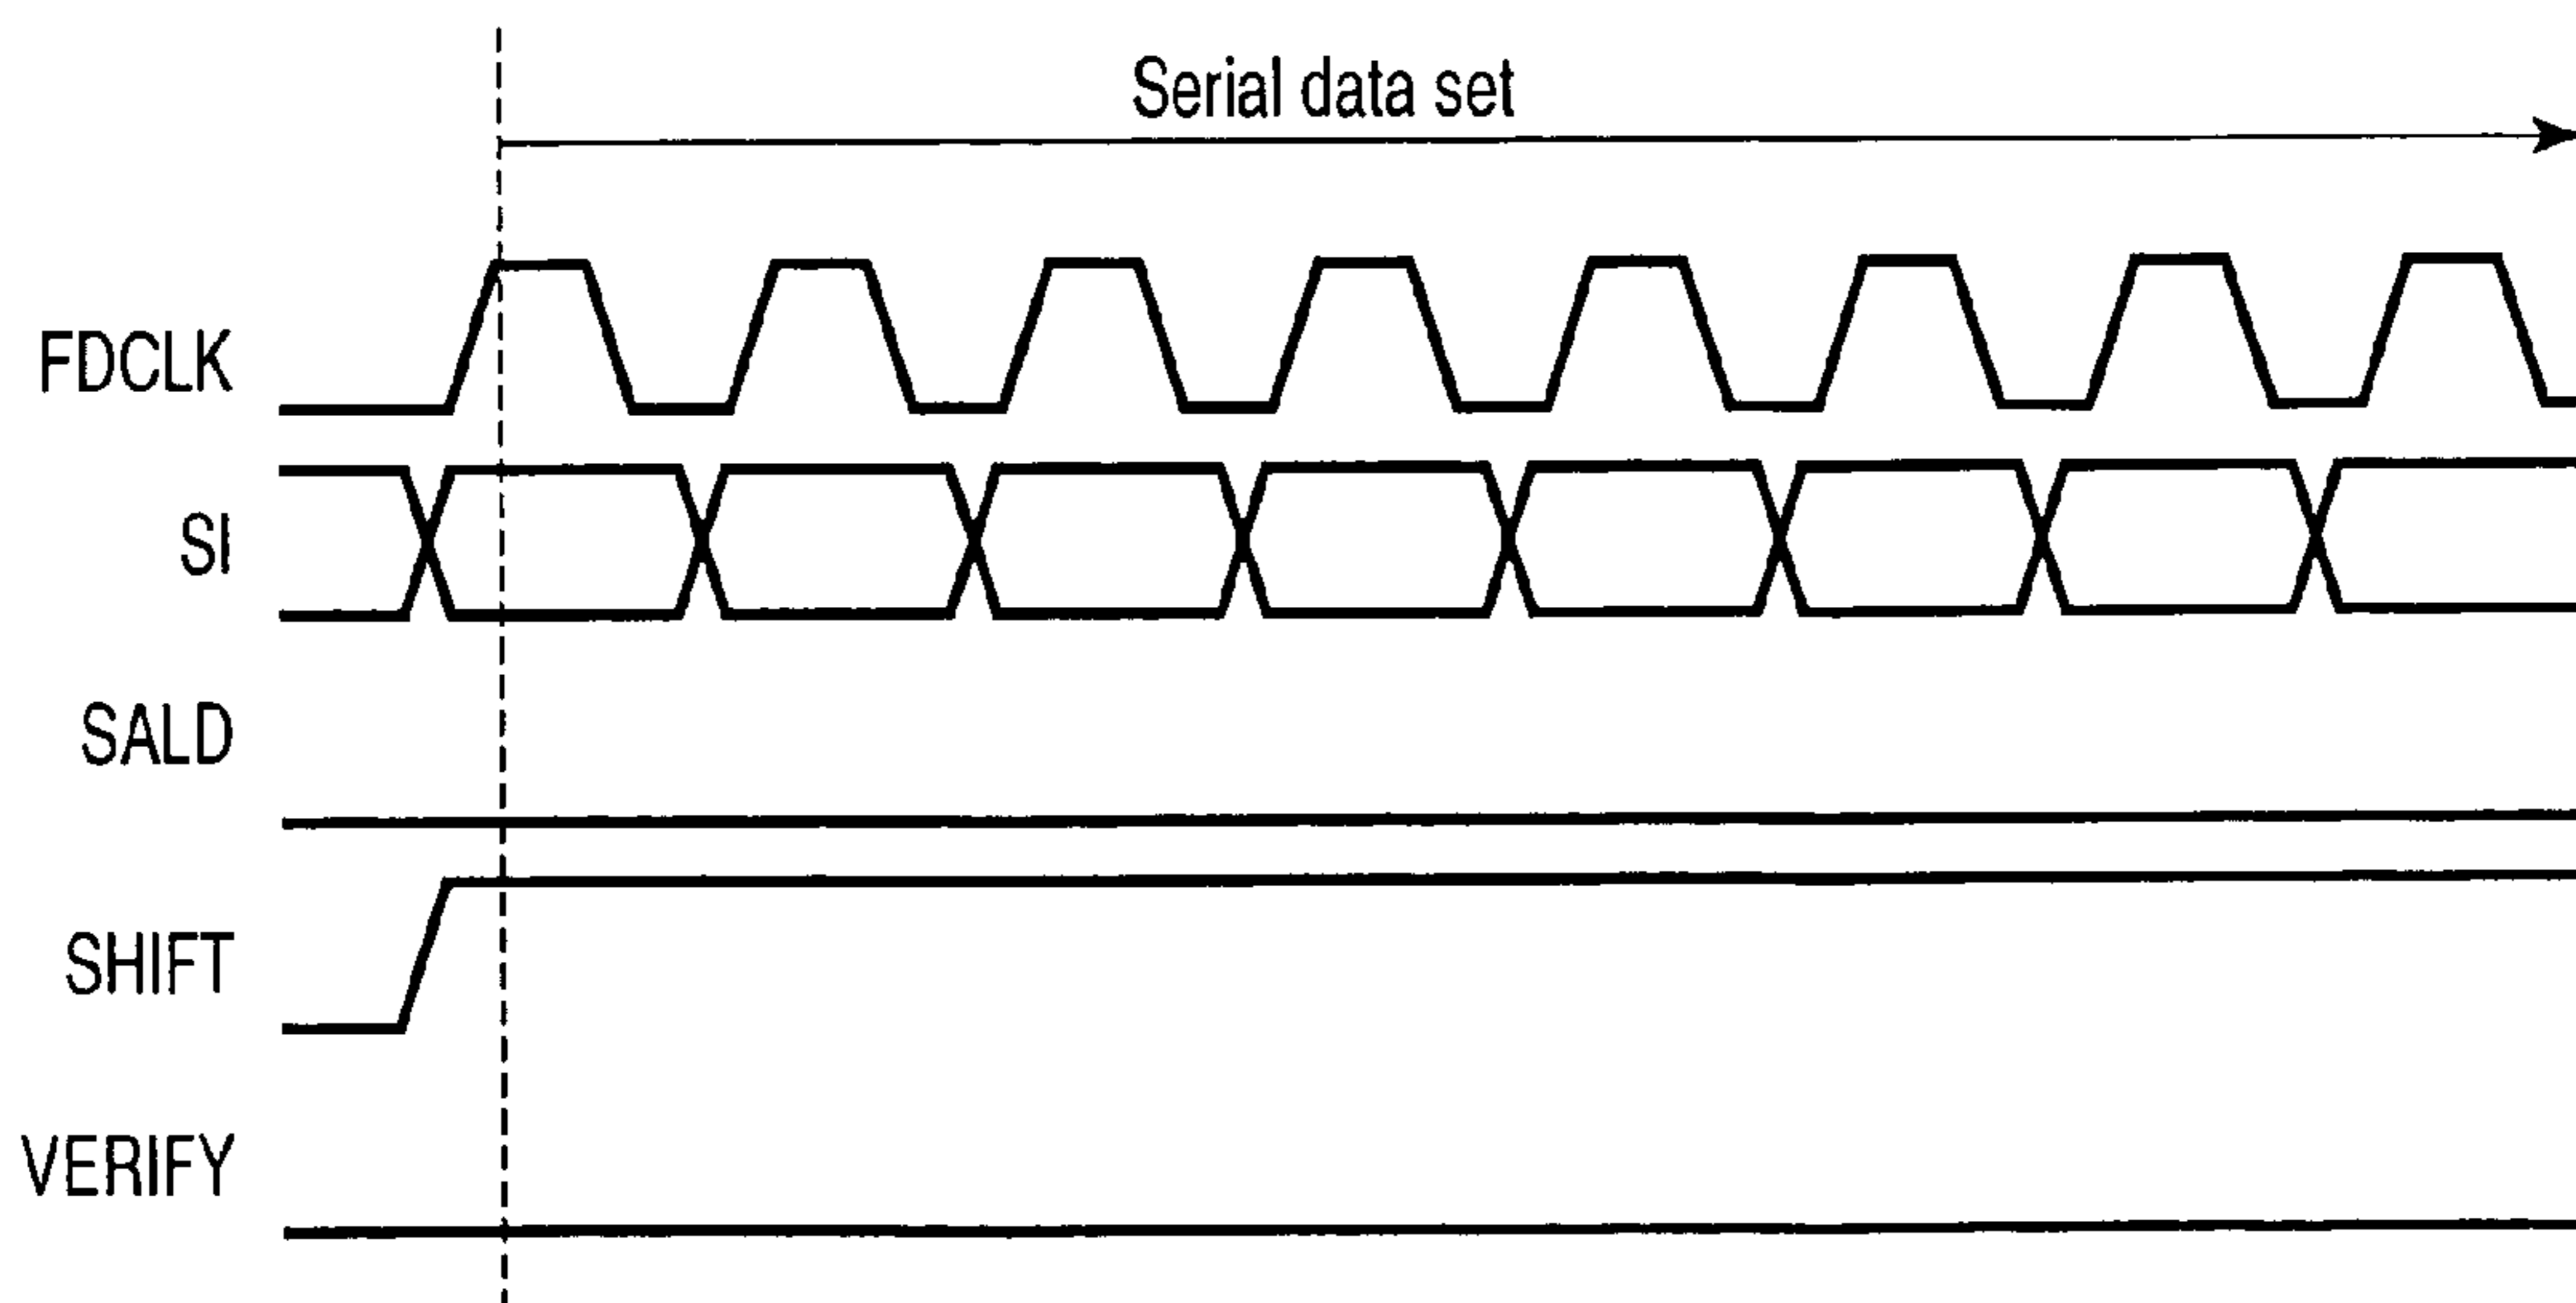 Serial data set
FDCLK
SI
SALD
SHIFT
VERIFY